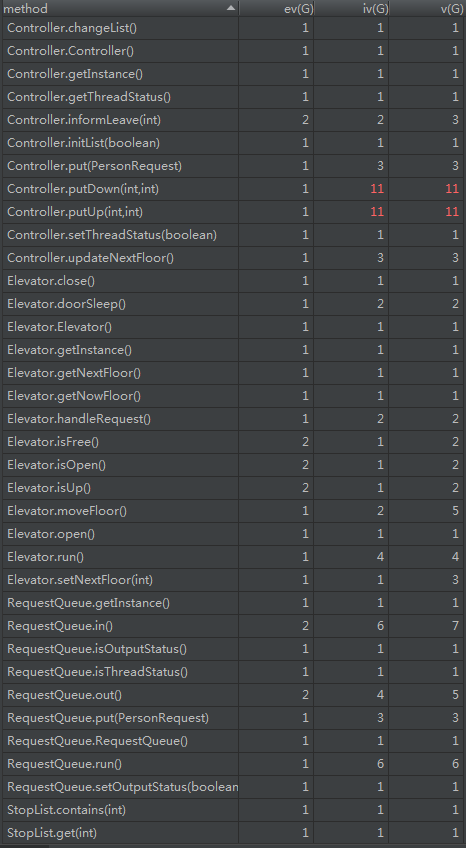 method ev(G) iv(G) v(G)
Controller.changeList() 1 1 1
Controller.Controller() 1 1 1
Controller.getInstance() 1 1 1
Controller.getThreadStatus() 1 1 1
Controller.informLeave(int) 2 2 3
Controller.initList(boolean) 1 1 1
Controller.put(PersonRequest) 1 3 3
Controller.putDown(int,int) 1 11 11
Controller.putUp(int,int) 1 11 11
Controller.setThreadStatus(boolean) 1 1 1
Controller.updateNextFloor() 1 3 3
Elevator.close() 1 1 1
Elevator.doorSleep() 1 2 2
Elevator.Elevator() 1 1 1
Elevator.getInstance() 1 1 1
Elevator.getNextFloor() 1 1 1
Elevator.getNowFloor() 1 1 1
Elevator.handleRequest() 1 2 2
Elevator.isFree() 2 1 2
Elevator.isOpen() 2 1 2
Elevator.isUp() 2 1 2
Elevator.moveFloor() 1 2 5
Elevator.open() 1 1 1
Elevator.run() 1 4 4
Elevator.setNextFloor(int) 1 1 3
RequestQueue.getInstance() 1 1 1
RequestQueue.in() 2 6 7
RequestQueue.isOutputStatus() 1 1 1
RequestQueue.isThreadStatus() 1 1 1
RequestQueue.out() 2 4 5
RequestQueue.put(PersonRequest) 1 3 3
RequestQueue.RequestQueue() 1 1 1
RequestQueue.run() 1 6 6
RequestQueue.setOutputStatus(boolean 1 1 1
StopList.contains(int) 1 1 1
StopList.get(int) 1 1 1